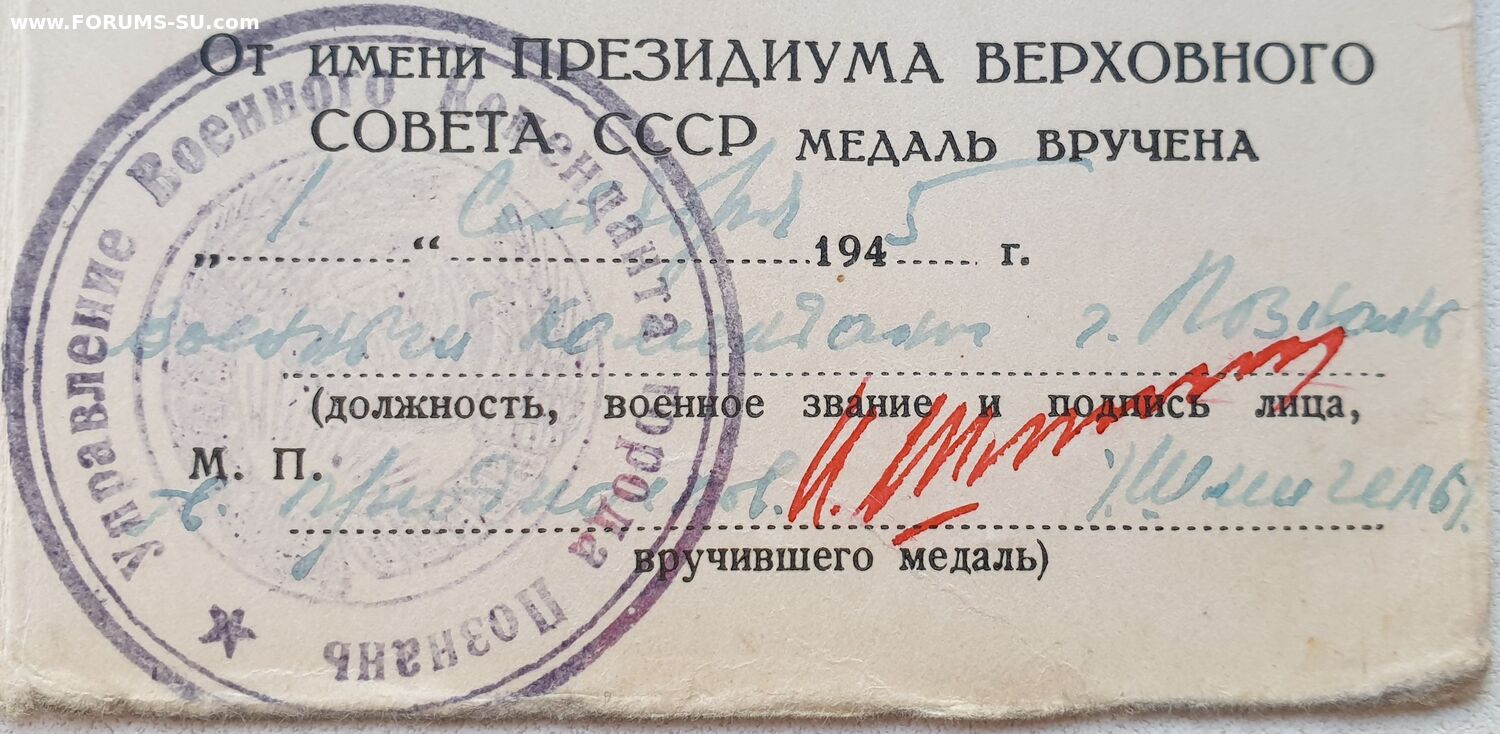 www.FORUMS-SU.com
От имени ПРЕЗИДИУМА ВЕРХОВНОГО
СОВЕТА СССР МЕДАЛЬ ВРУЧЕНА
„ 1. “ Сентября 1945 г.
Военный комендант г. Познань
(должность, военное звание и подпись лица,
М. П.
(Шмигель)
вручившего медаль)
Управление Военного Коменданта города Познань